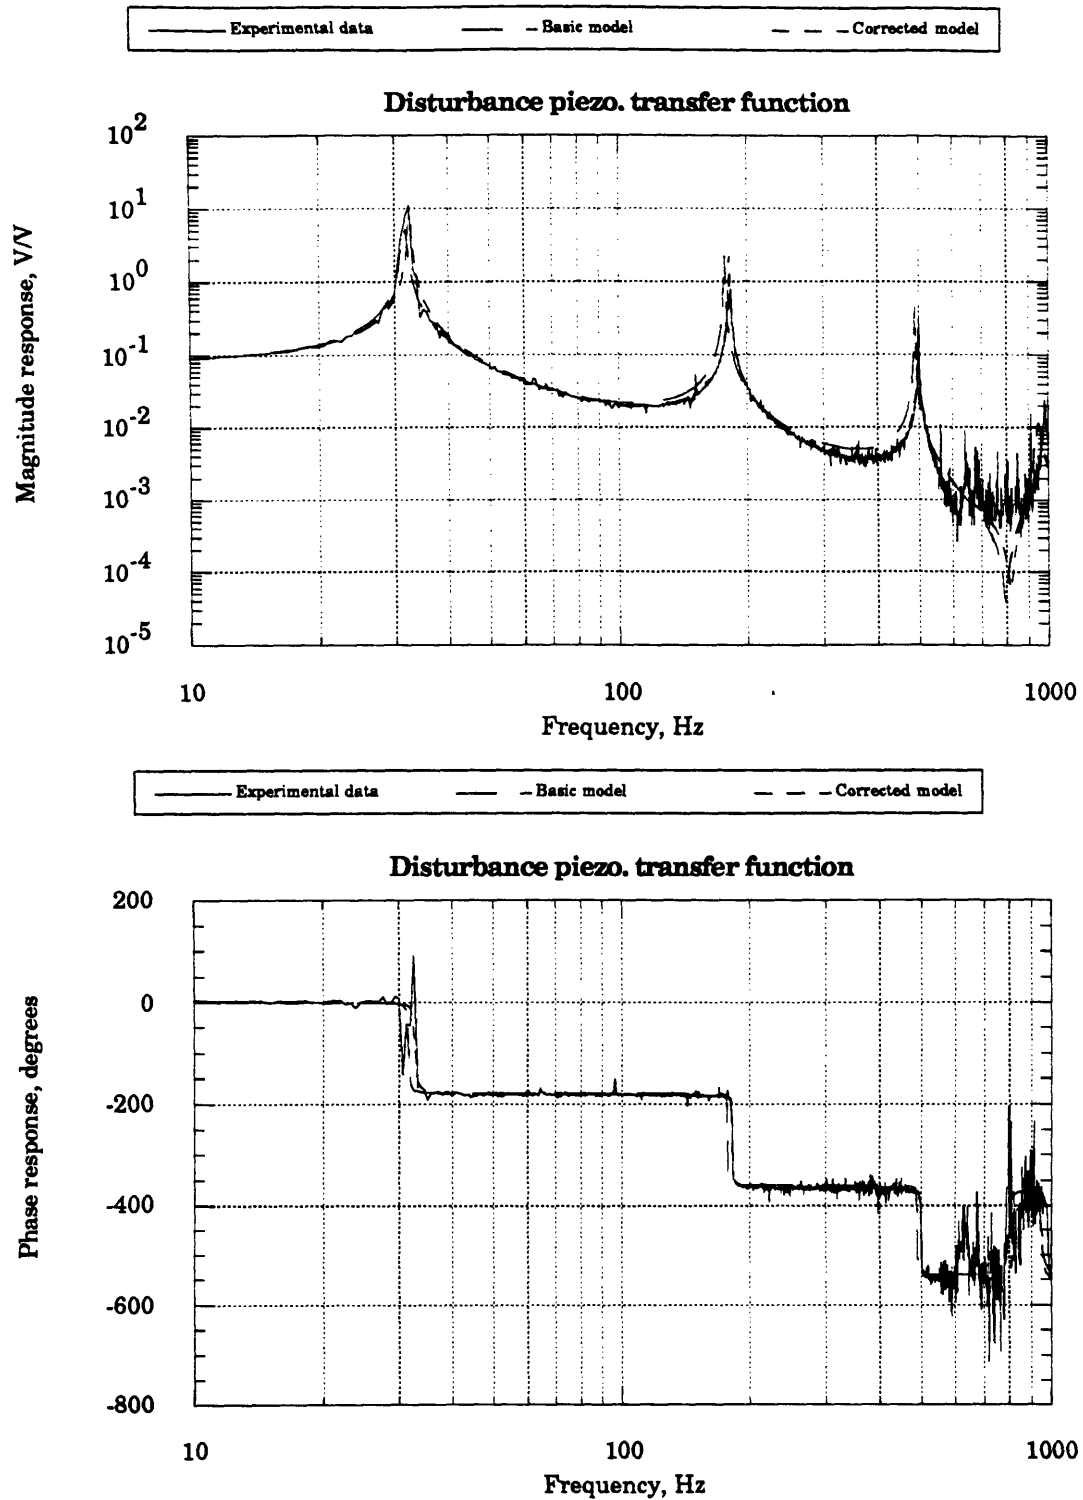 Experimental data Basic model Corrected model
Disturbance piezo. transfer function
Magnitude response, V/V
10^2
10^1
10^0
10^-1
10^-2
10^-3
10^-4
10^-5
10 100 1000
Frequency, Hz
Experimental data Basic model Corrected model
Disturbance piezo. transfer function
Phase response, degrees
200
0
-200
-400
-600
-800
10 100 1000
Frequency, Hz